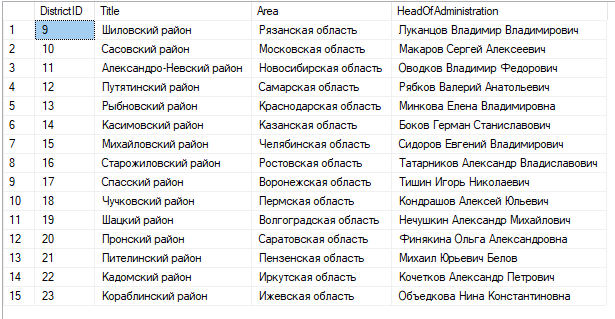 DistrictID Title Area HeadOfAdministration
1 9 Шиловский район Рязанская область Луканцов Владимир Владимирович
2 10 Сасовский район Московская область Макаров Сергей Алексеевич
3 11 Александро-Невский район Новосибирская область Оводков Владимир Федорович
4 12 Путятинский район Самарская область Рябков Валерий Анатольевич
5 13 Рыбновский район Краснодарская область Минкова Елена Владимировна
6 14 Касимовский район Казанская область Боков Герман Станиславович
7 15 Михайловский район Челябинская область Сидоров Евгений Владимирович
8 16 Старожиловский район Ростовская область Татарников Александр Владиславович
9 17 Спасский район Воронежская область Тишин Игорь Николаевич
10 18 Чучковский район Пермская область Кондрашов Алексей Юльевич
11 19 Шацкий район Волгоградская область Нечушкин Александр Михайлович
12 20 Пронский район Саратовская область Финякина Ольга Александровна
13 21 Пителинский район Пензенская область Михаил Юрьевич Белов
14 22 Кадомский район Иркутская область Кочетков Александр Петрович
15 23 Кораблинский район Ижевская область Объедкова Нина Константиновна